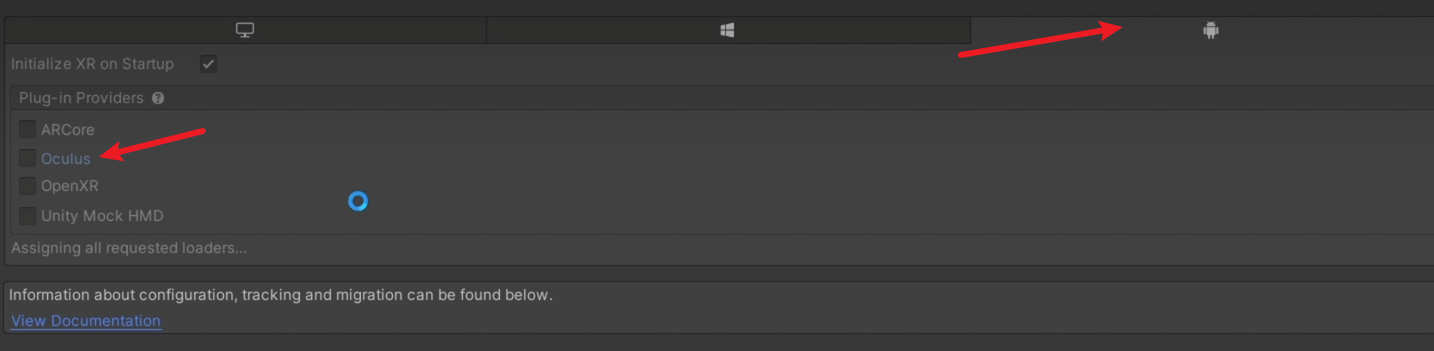 Initialize XR on Startup
Plug-in Providers
ARCore
Oculus
OpenXR
Unity Mock HMD
Assigning all requested loaders...
Information about configuration, tracking and migration can be found below.
View Documentation